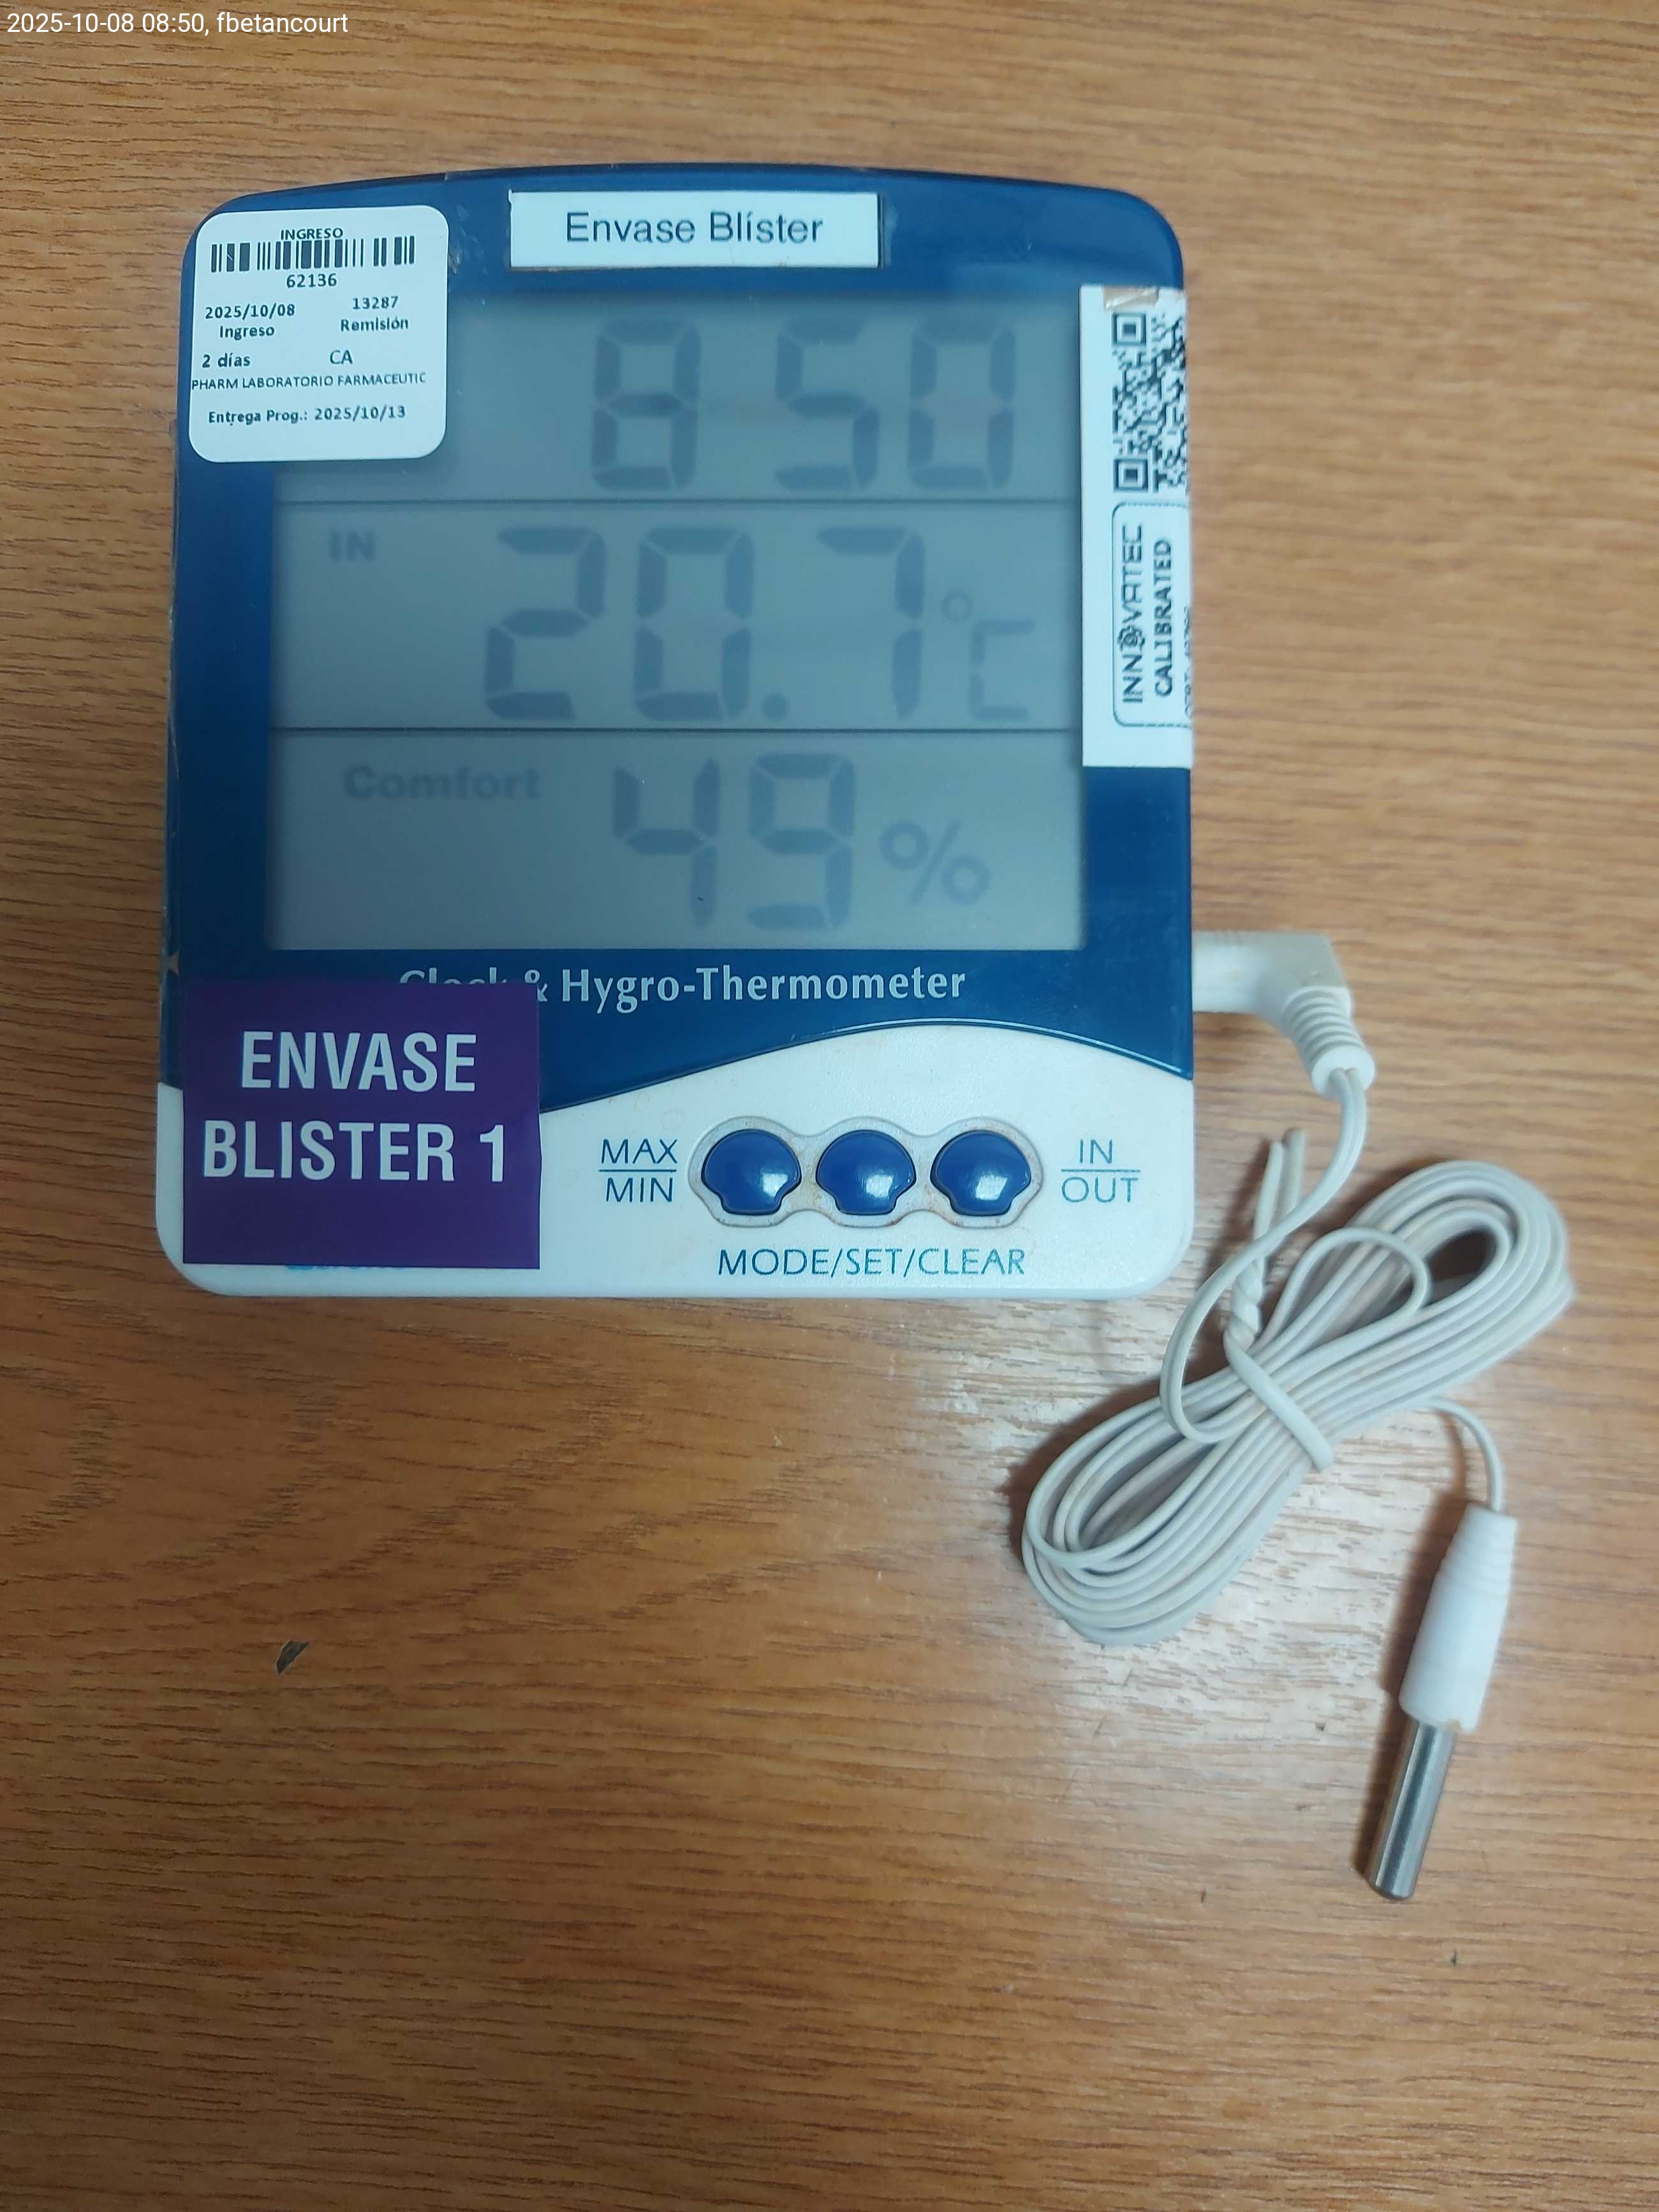 2025-10-08 08:50, fbetancourt
Envase Blíster
INGRESO
62136
2025/10/08 13287
Ingreso Remisión
2 días CA
PHARM LABORATORIO FARMACEUTIC
Entrega Prog.: 2025/10/13
8 50
IN 20.7 °C
Comfort 49 %
INNOVATEC
CALIBRATED
Clock & Hygro-Thermometer
ENVASE
BLISTER 1
MAX
MIN
IN
OUT
MODE/SET/CLEAR